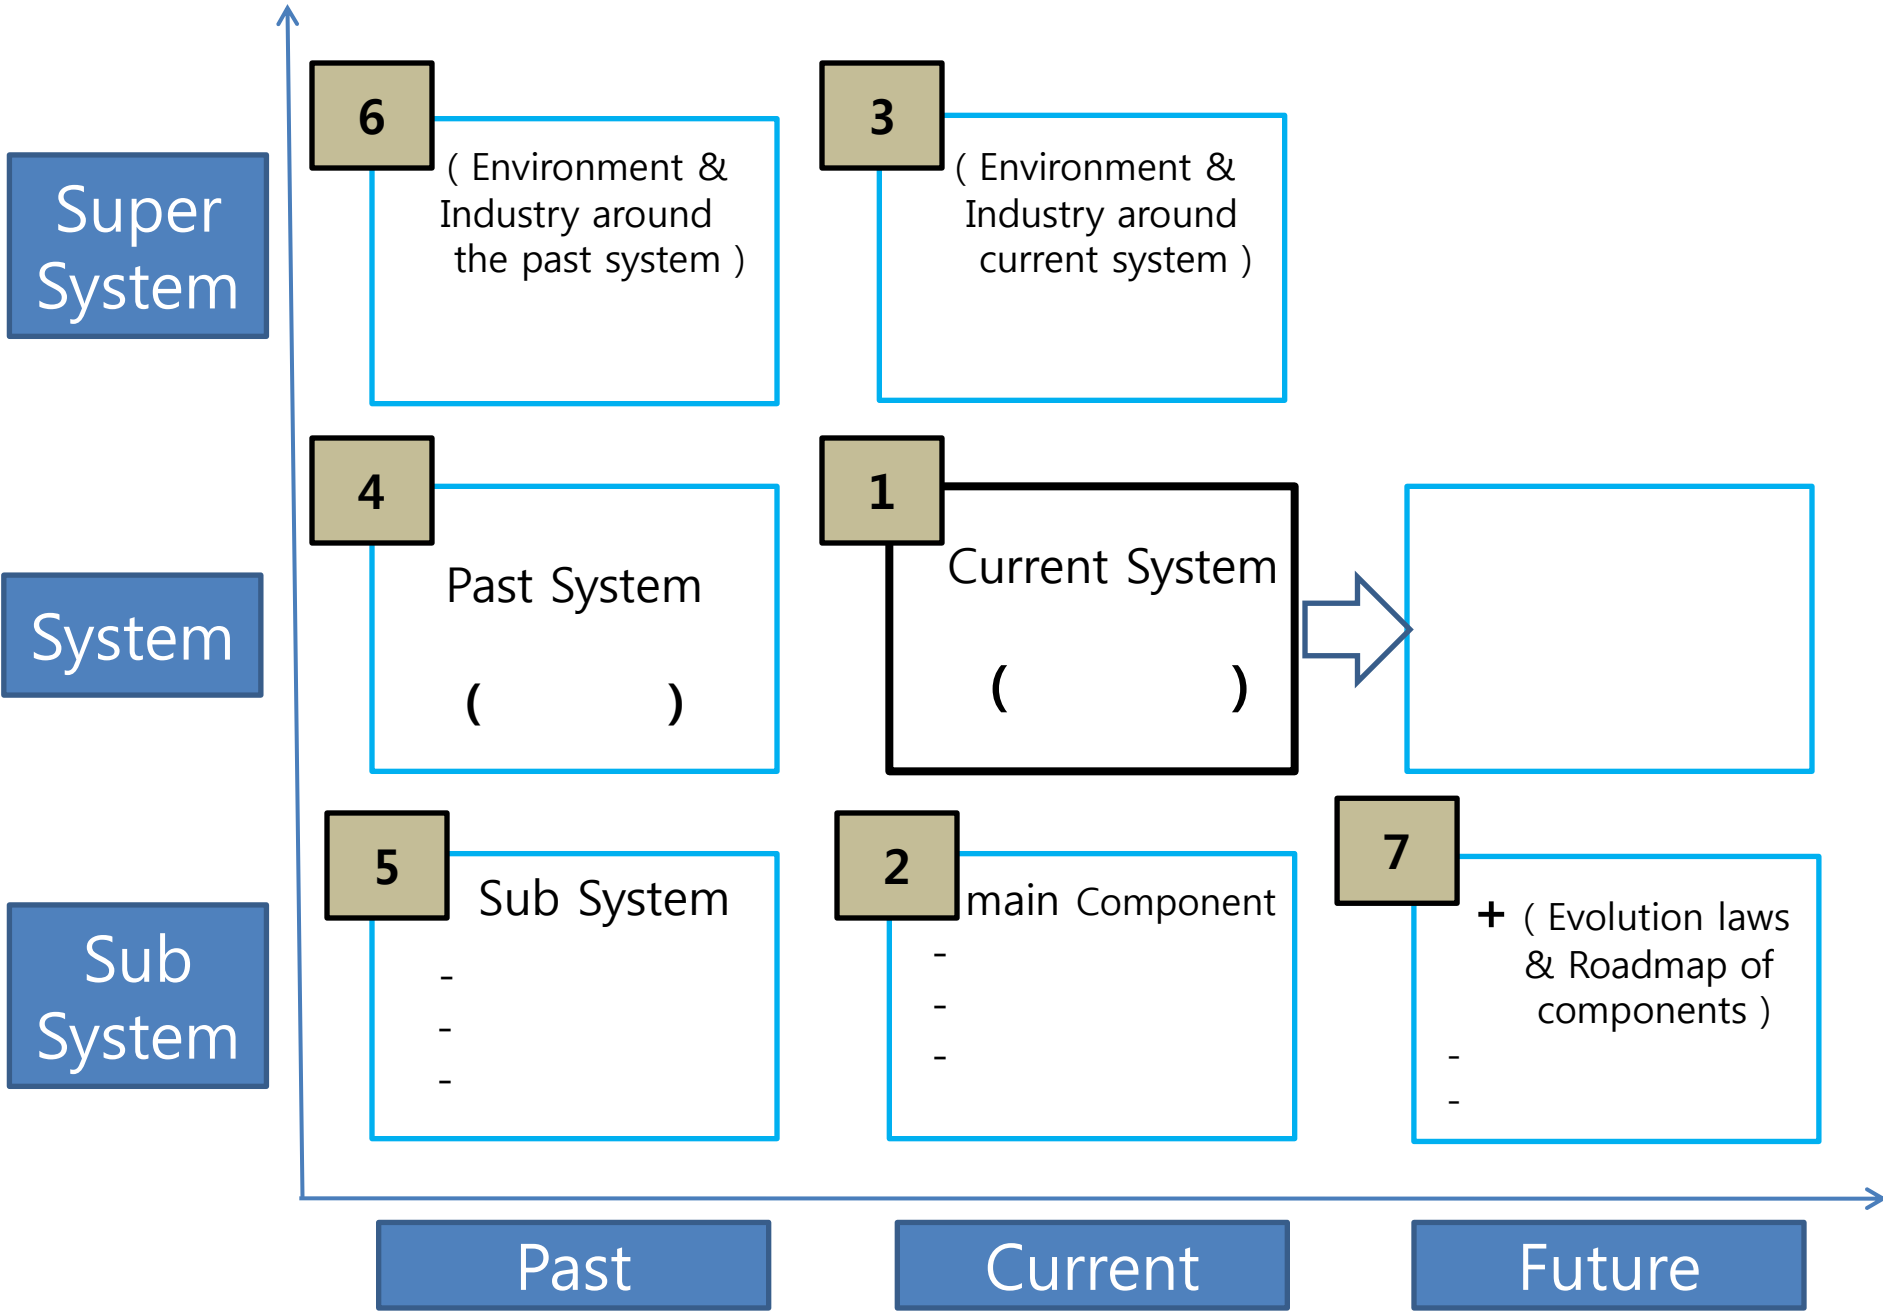 6
( Environment &
Industry around
the past system )
3
( Environment &
Industry around
current system )
Super
System
4
Past System
( )
1
Current System
( )
System
5
Sub System
-
-
-
2
main Component
-
-
-
7
+ ( Evolution laws
& Roadmap of
components )
-
-
Sub
System
Past
Current
Future